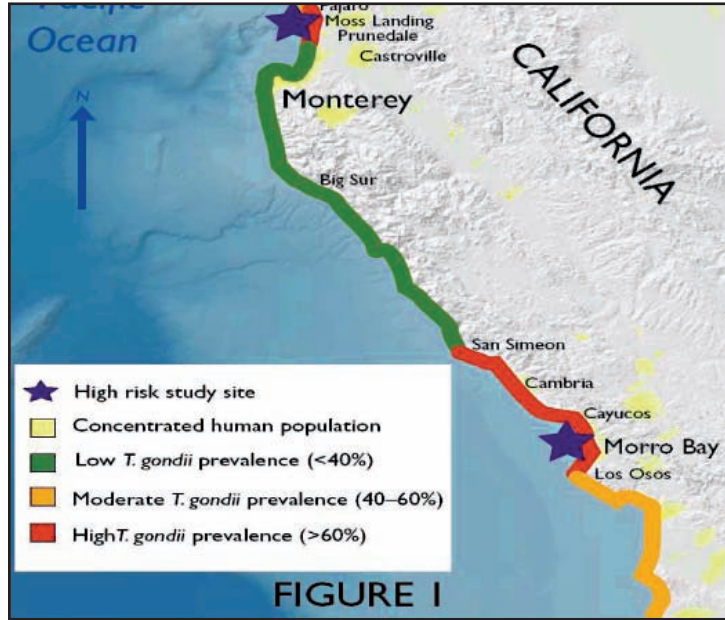 Pacific
Ocean
Pajaro
Moss Landing
Prunedale
Castroville
Monterey
CALIFORNIA
N
Big Sur
San Simeon
Cambria
Cayucos
Morro Bay
Los Osos
High risk study site
Concentrated human population
Low T. gondii prevalence (<40%)
Moderate T. gondii prevalence (40–60%)
HighT. gondii prevalence (>60%)
FIGURE 1